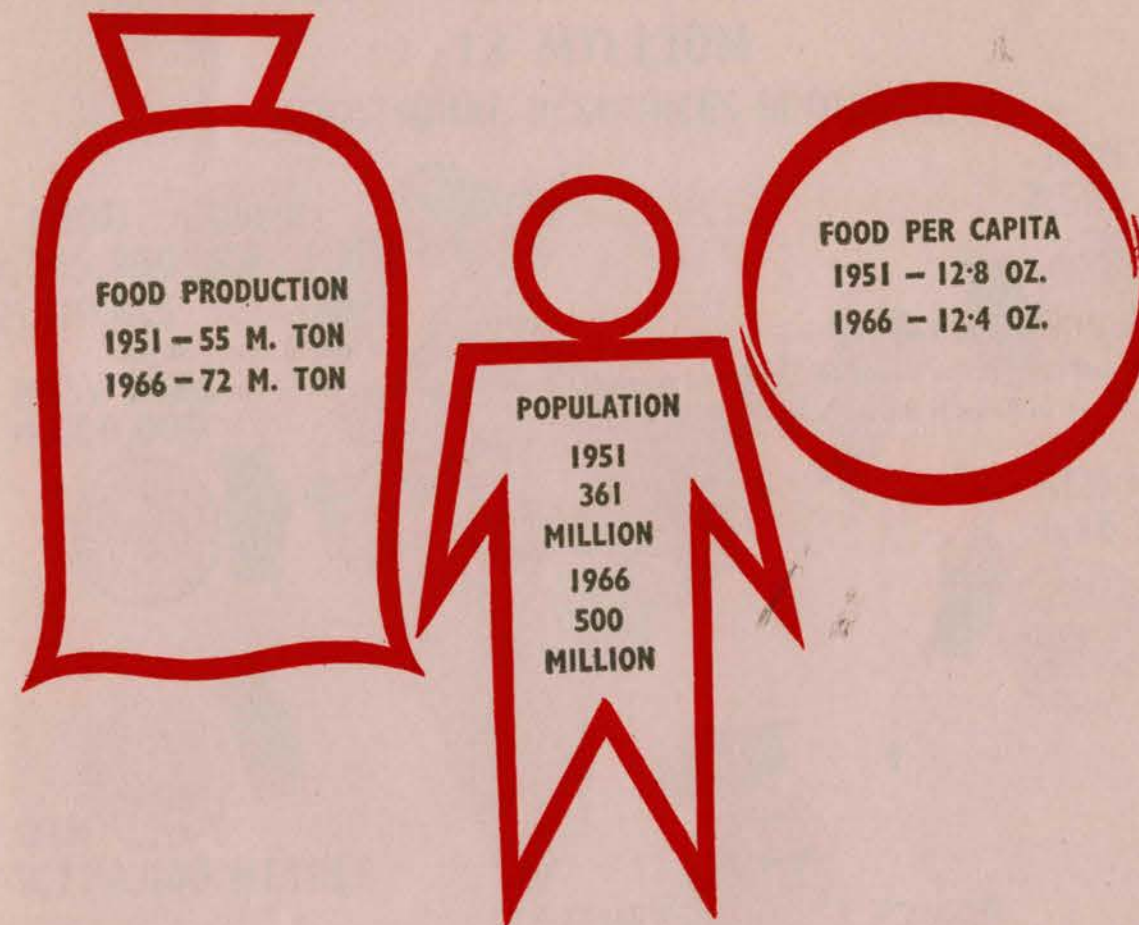 FOOD PRODUCTION
1951 – 55 M. TON
1966 – 72 M. TON
POPULATION
1951
361
MILLION
1966
500
MILLION
FOOD PER CAPITA
1951 – 12·8 OZ.
1966 – 12·4 OZ.